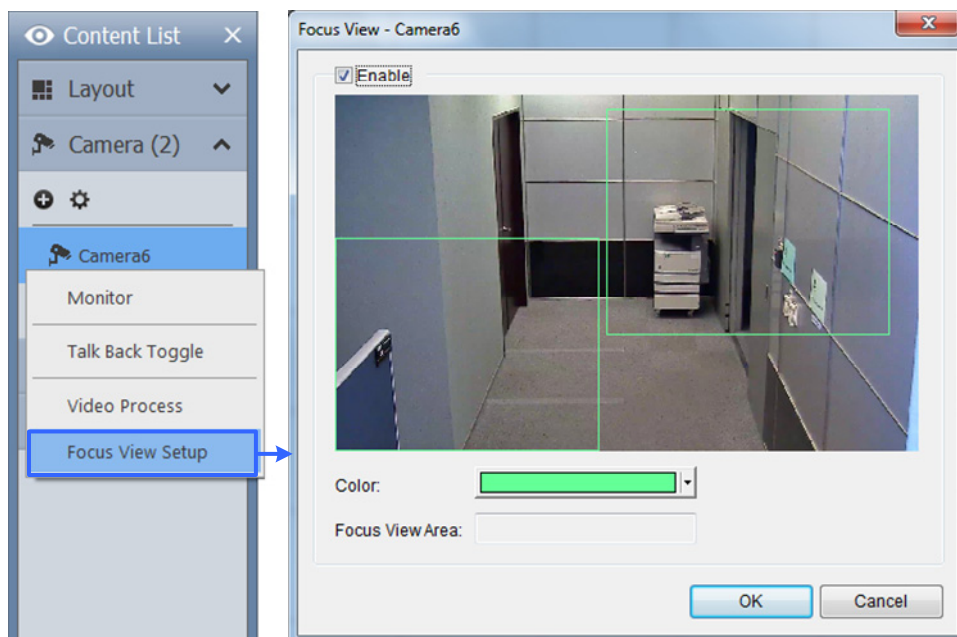 Content List
Layout
Camera (2)
Camera6
Monitor
Talk Back Toggle
Video Process
Focus View Setup
Focus View - Camera6
Enable
Color:
Focus View Area:
OK
Cancel